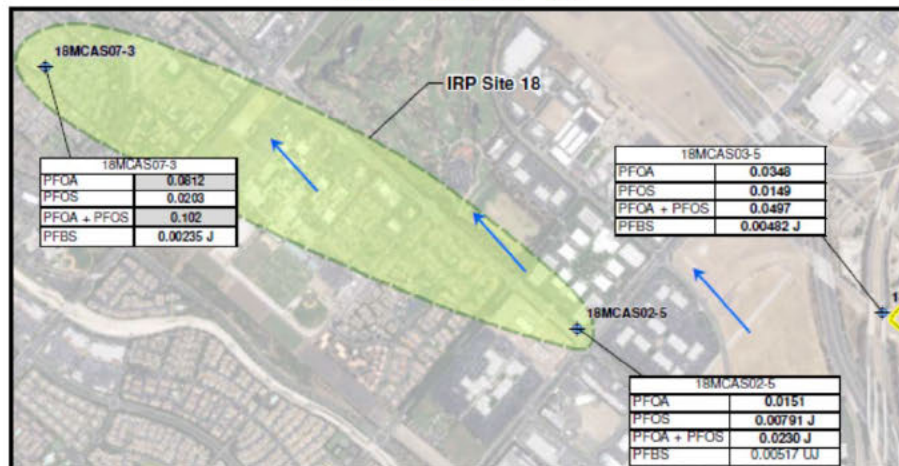 18MCAS07-3
IRP Site 18
18MCAS07-3
PFOA 0.0812
PFOS 0.0203
PFOA + PFOS 0.102
PFBS 0.00235 J
18MCAS03-5
PFOA 0.0348
PFOS 0.0149
PFOA + PFOS 0.0497
PFBS 0.00482 J
18MCAS02-5
18MCAS02-5
PFOA 0.0151
PFOS 0.00791 J
PFOA + PFOS 0.0230 J
PFBS 0.00517 UJ